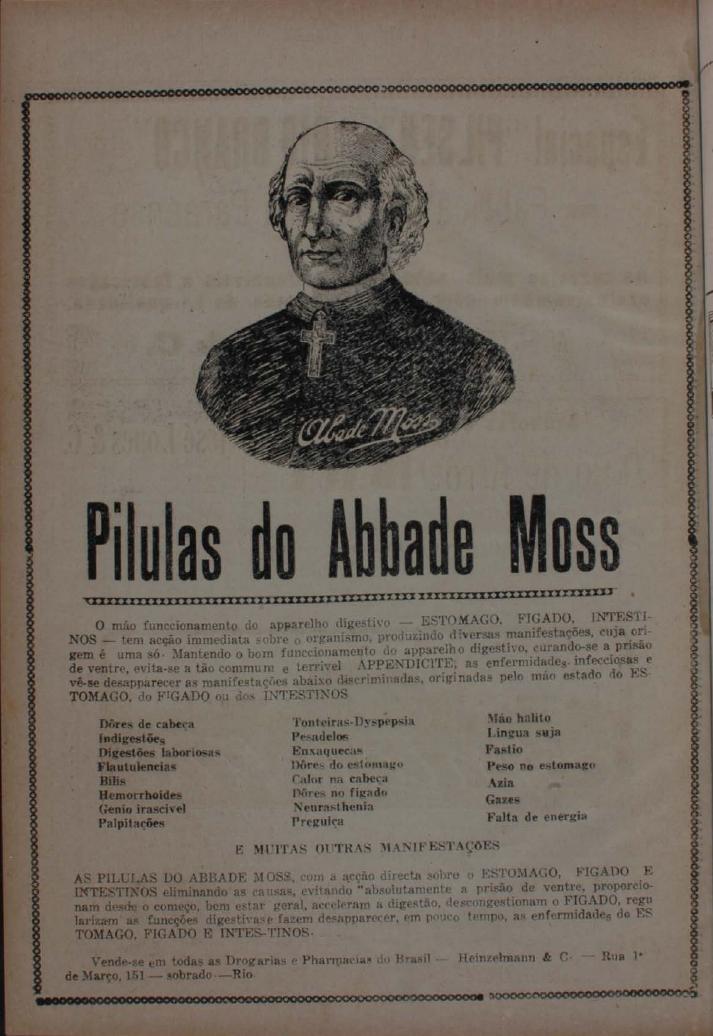 Abade Moss
Pilulas do Abbade Moss
O mão funccionamento do apparelho digestivo — ESTOMAGO, FIGADO, INTESTI-
NOS — tem acção immediata sobre o organismo, produzindo diversas manifestações, cuja ori-
gem é uma só. Mantendo o bom funccionamento do apparelho digestivo, curando-se a prisão
de ventre, evita-se a tão commum e terrivel APPENDICITE; as enfermidades infecciosas e
vê-se desapparecer as manifestações abaixo discriminadas, originadas pelo máo estado do ES-
TOMAGO, do FIGADO ou dos INTESTINOS
Dôres de cabeça
Indigestões
Digestões laboriosas
Flautulencias
Bilis
Hemorrhoides
Genio irascivel
Palpitações
Tonteiras-Dyspepsia
Pesadelos
Enxaquecas
Dôres do estomago
Calor na cabeça
Dôres no figado
Neurasthenia
Preguiça
Máo halito
Lingua suja
Fastio
Peso no estomago
Azia
Gazes
Falta de energia
E MUITAS OUTRAS MANIFESTAÇÕES
AS PILULAS DO ABBADE MOSS, com a acção directa sobre o ESTOMAGO, FIGADO E
INTESTINOS eliminando as causas, evitando "absolutamente a prisão de ventre, proporcio-
nam desde o começo, bem estar geral, acceleram a digestão, descongestionam o FIGADO, regu
larizam as funcções digestivas e fazem desapparecer, em pouco tempo, as enfermidades do ES
TOMAGO, FIGADO E INTES-TINOS.
Vende-se em todas as Drogarias e Pharmacias do Brasil — Heinzelmann & C. — Rua 1º
de Março, 151 — sobrado — Rio.